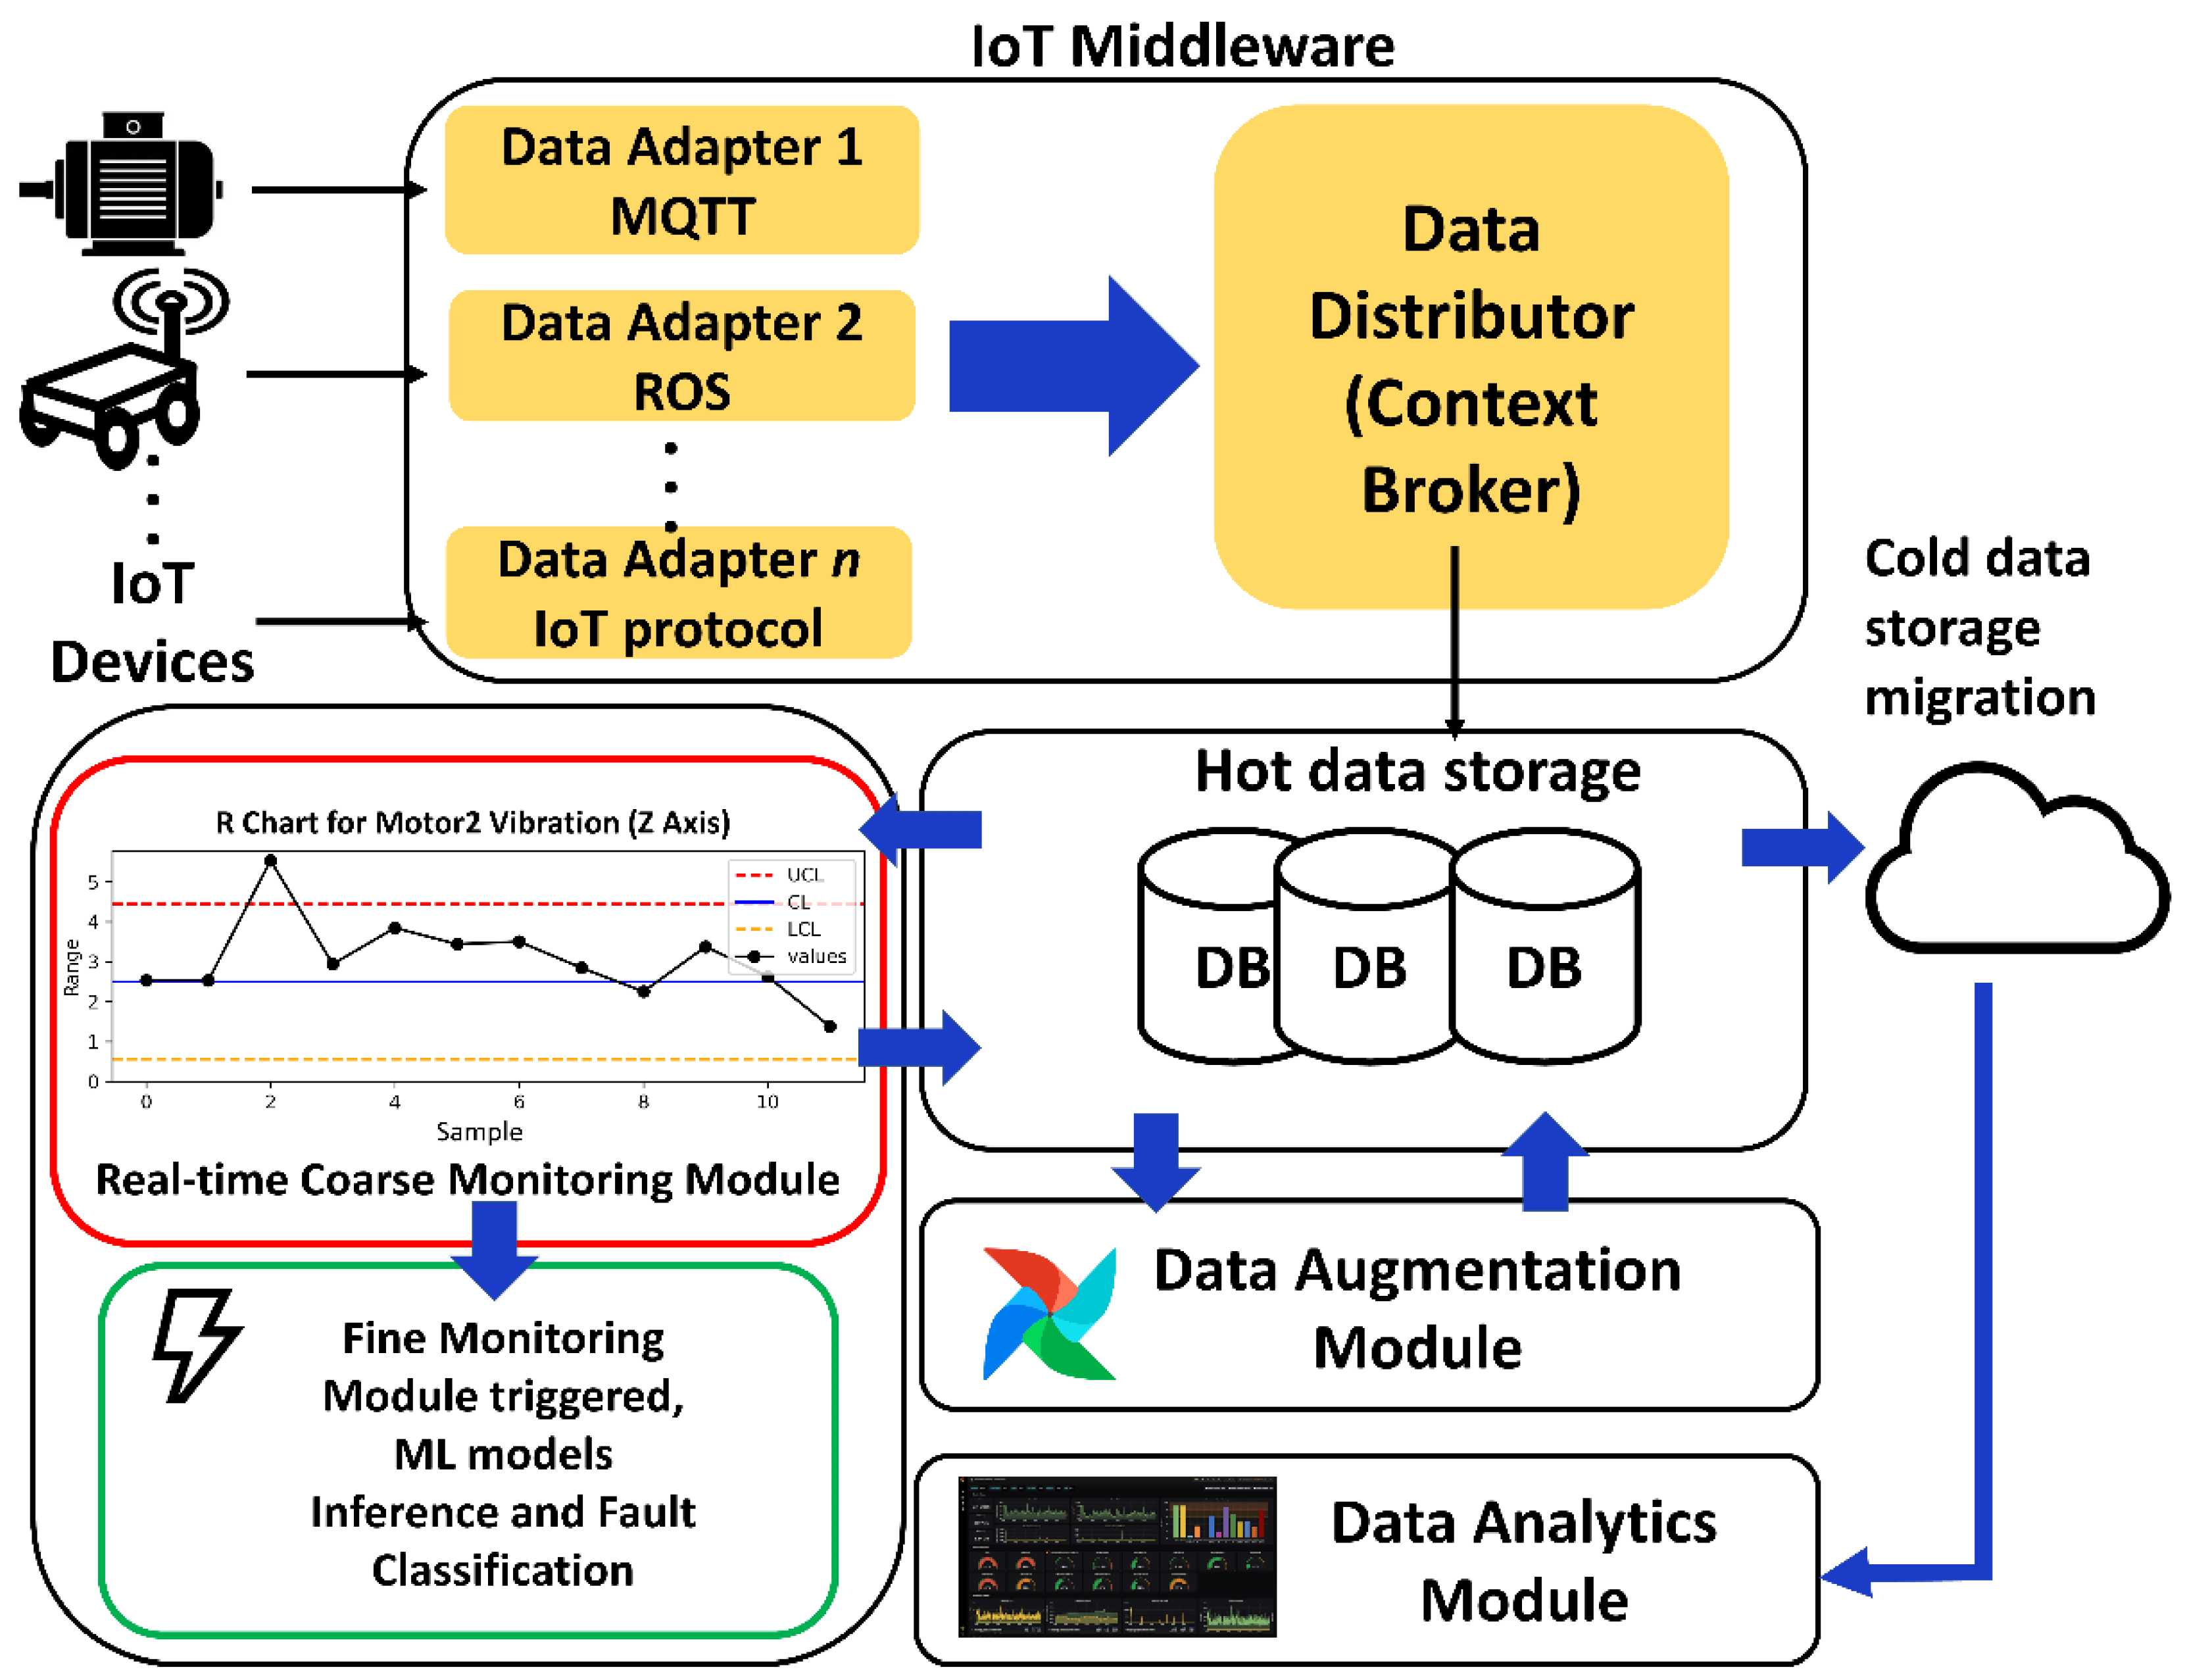 IoT Middleware
Data Adapter 1
MQTT
Data Adapter 2
ROS
Data Adapter n
IoT protocol
Data
Distributor
(Context
Broker)
IoT
Devices
Cold data
storage
migration
Hot data storage
DB
DB
DB
R Chart for Motor2 Vibration (Z Axis)
UCL
CL
LCL
values
Range
5
4
3
2
1
0
0
2
4
6
8
10
Sample
Real-time Coarse Monitoring Module
Fine Monitoring
Module triggered,
ML models
Inference and Fault
Classification
Data Augmentation
Module
Data Analytics
Module